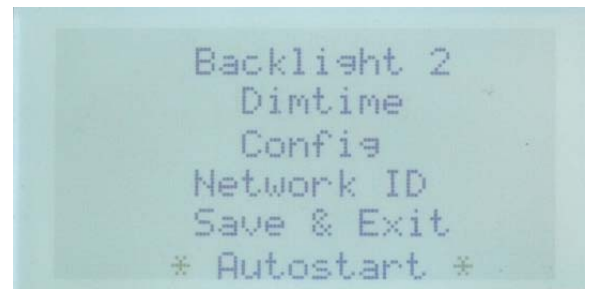 Backlight 2
Dimtime
Config
Network ID
Save & Exit
* Autostart *